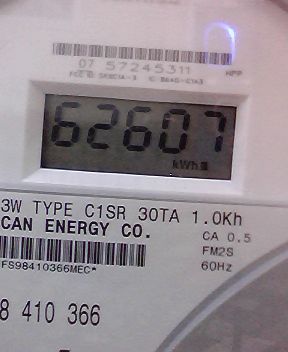 07 57245311
HPP
62607
kWh
3W TYPE C1SR 30TA 1.0Kh
CAN ENERGY CO.
CA 0.5
FM2S
FS98410366MEC*
60Hz
8 410 366